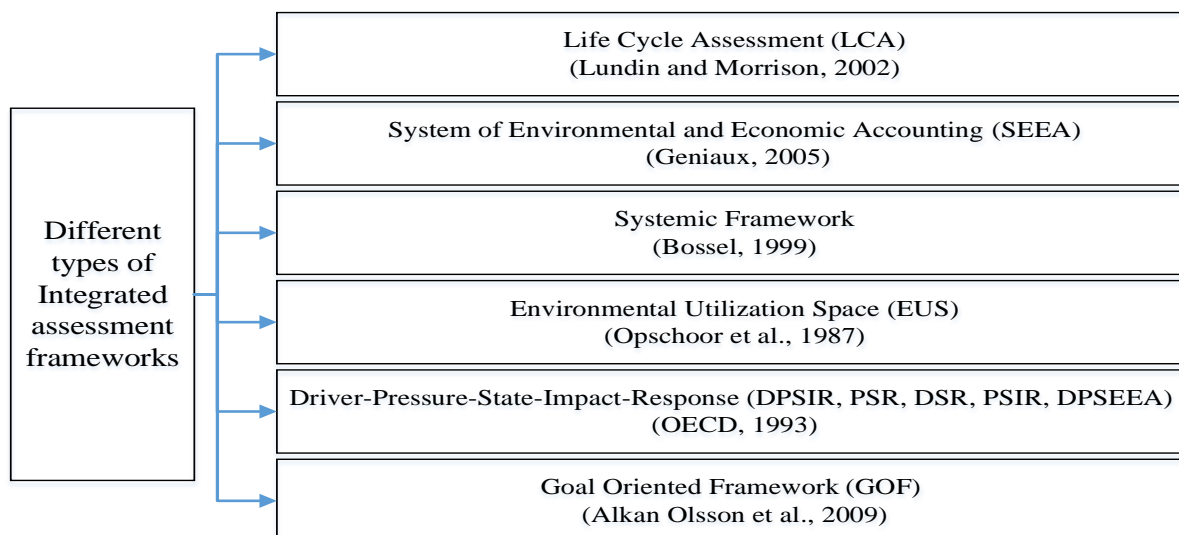 Different
types of
Integrated
assessment
frameworks
Life Cycle Assessment (LCA)
(Lundin and Morrison, 2002)
System of Environmental and Economic Accounting (SEEA)
(Geniaux, 2005)
Systemic Framework
(Bossel, 1999)
Environmental Utilization Space (EUS)
(Opschoor et al., 1987)
Driver-Pressure-State-Impact-Response (DPSIR, PSR, DSR, PSIR, DPSEEA)
(OECD, 1993)
Goal Oriented Framework (GOF)
(Alkan Olsson et al., 2009)